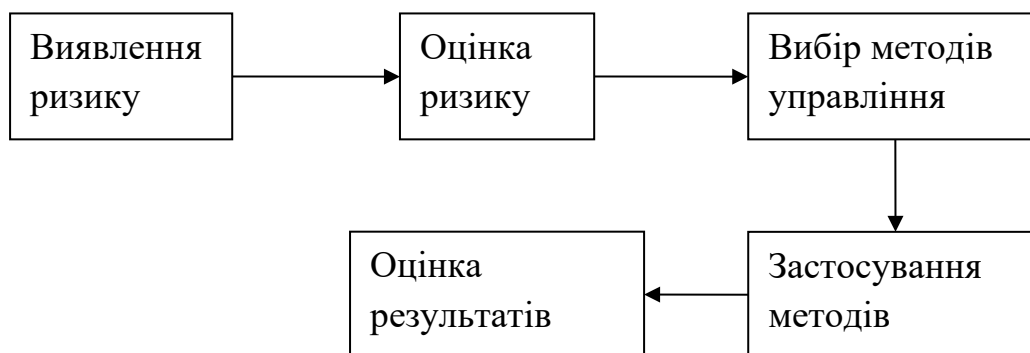 Виявлення
ризику
Оцінка
ризику
Вибір методів
управління
Застосування
методів
Оцінка
результатів